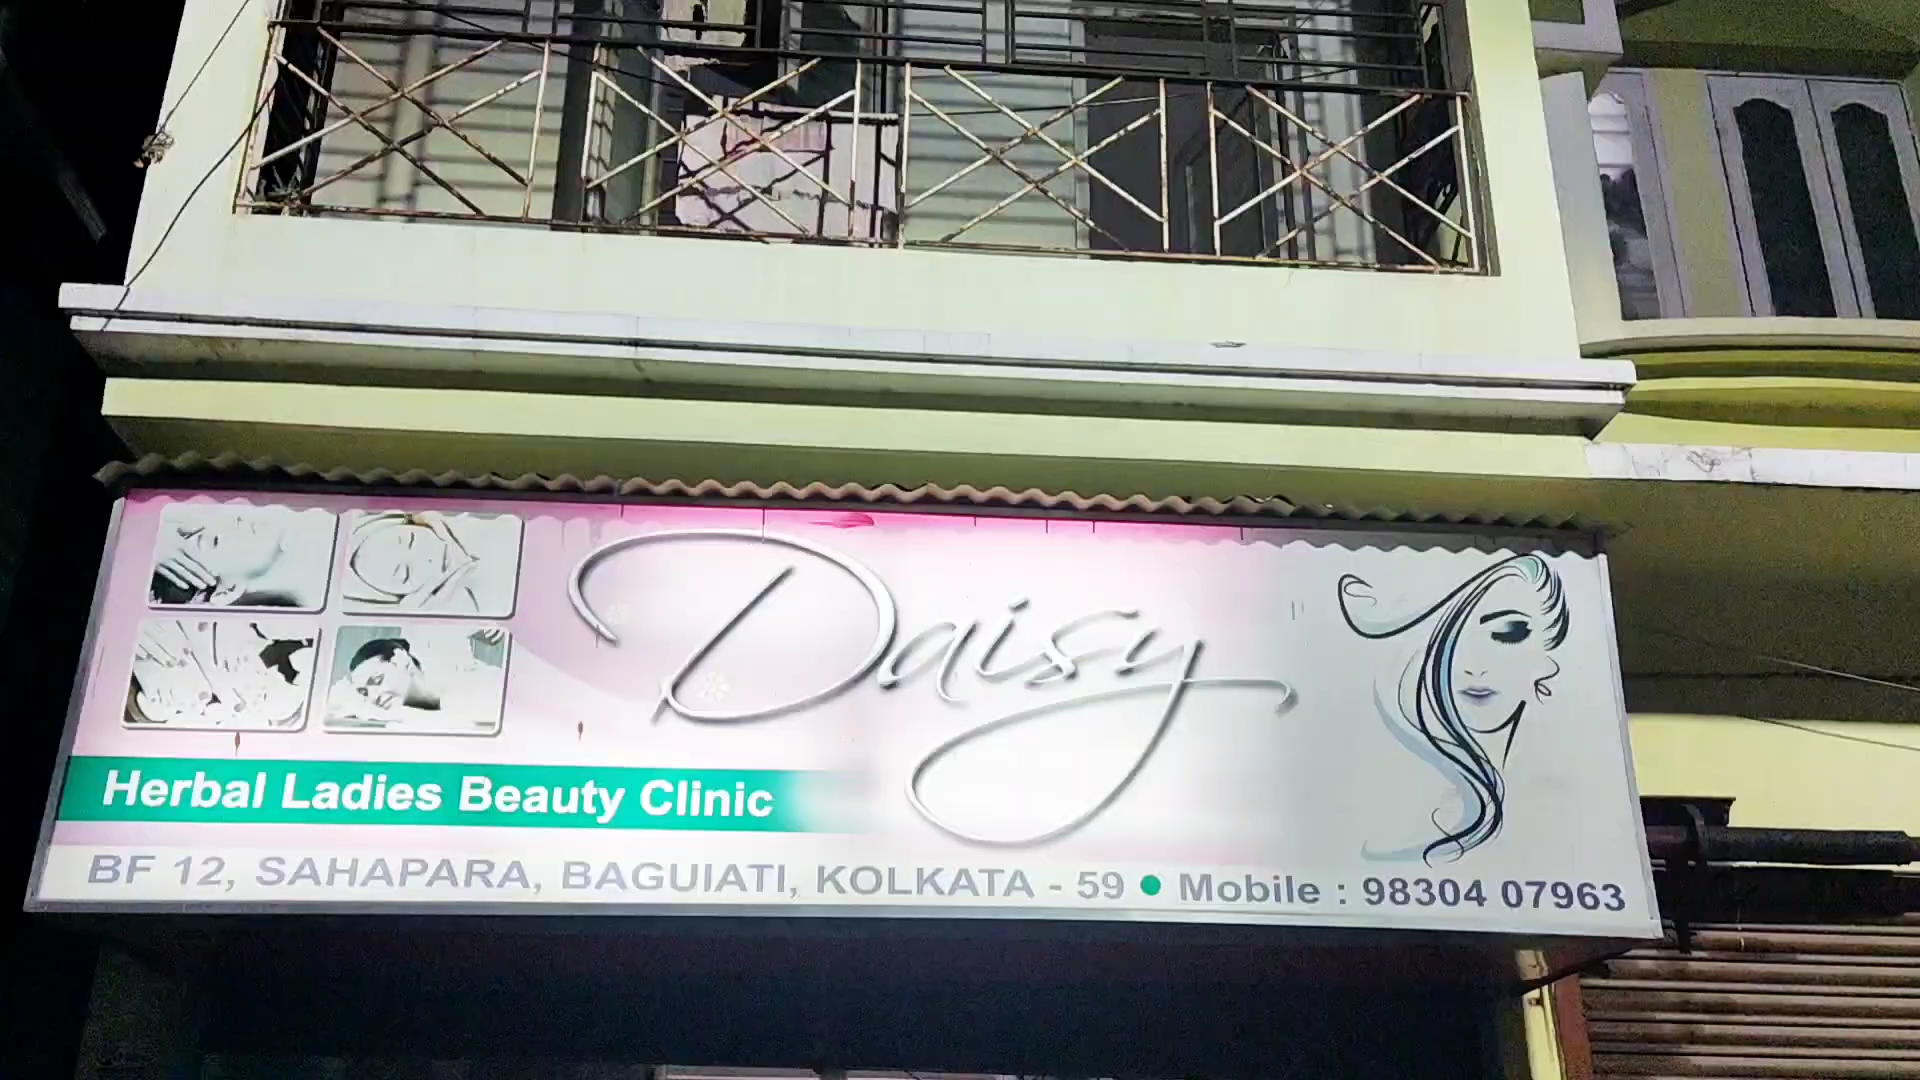 Daisy
Herbal Ladies Beauty Clinic
BF 12, SAHAPARA, BAGUIATI, KOLKATA - 59 ● Mobile : 98304 07963